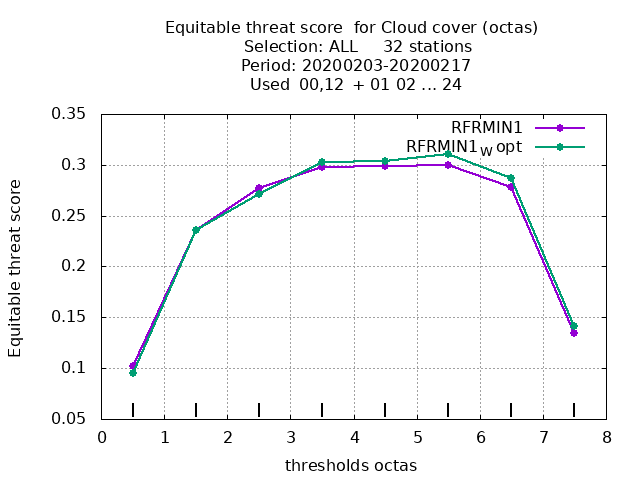 Equitable threat score  for Cloud cover (octas)
Selection: ALL     32 stations
Period: 20200203-20200217
Used  00,12  + 01 02 ... 24
RFRMIN1
RFRMIN1W opt
Equitable threat score
0.35
0.3
0.25
0.2
0.15
0.1
0.05
0 1 2 3 4 5 6 7 8
thresholds octas